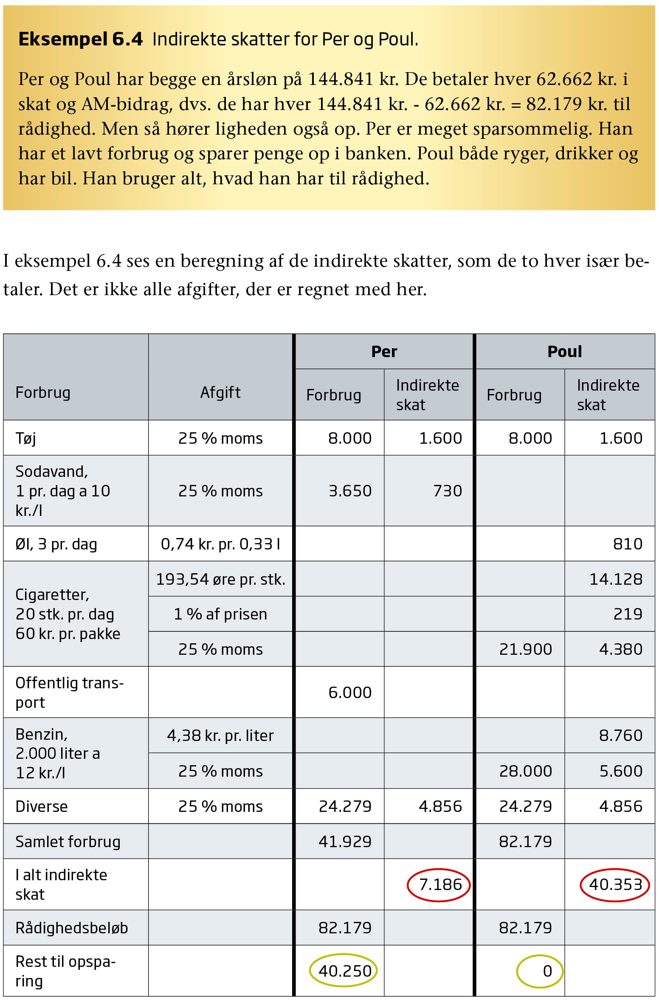 Eksempel 6.4 Indirekte skatter for Per og Poul.
Per og Poul har begge en årsløn på 144.841 kr. De betaler hver 62.662 kr. i
skat og AM-bidrag, dvs. de har hver 144.841 kr. - 62.662 kr. = 82.179 kr. til
rådighed. Men så hører ligheden også op. Per er meget sparsommelig. Han
har et lavt forbrug og sparer penge op i banken. Poul både ryger, drikker og
har bil. Han bruger alt, hvad han har til rådighed.
I eksempel 6.4 ses en beregning af de indirekte skatter, som de to hver især be-
taler. Det er ikke alle afgifter, der er regnet med her.
Per Poul
Forbrug Afgift Forbrug Indirekte
skat Forbrug Indirekte
skat
Tøj 25 % moms 8.000 1.600 8.000 1.600
Sodavand,
1 pr. dag a 10
kr./l 25 % moms 3.650 730
Øl, 3 pr. dag 0,74 kr. pr. 0,33 l 810
Cigaretter,
20 stk. pr. dag
60 kr. pr. pakke
193,54 øre pr. stk. 14.128
1 % af prisen 219
25 % moms 21.900 4.380
Offentlig trans-
port 6.000
Benzin,
2.000 liter a
12 kr./l
4,38 kr. pr. liter 8.760
25 % moms 28.000 5.600
Diverse 25 % moms 24.279 4.856 24.279 4.856
Samlet forbrug 41.929 82.179
I alt indirekte
skat 7.186 40.353
Rådighedsbeløb 82.179 82.179
Rest til opspa-
ring 40.250 0